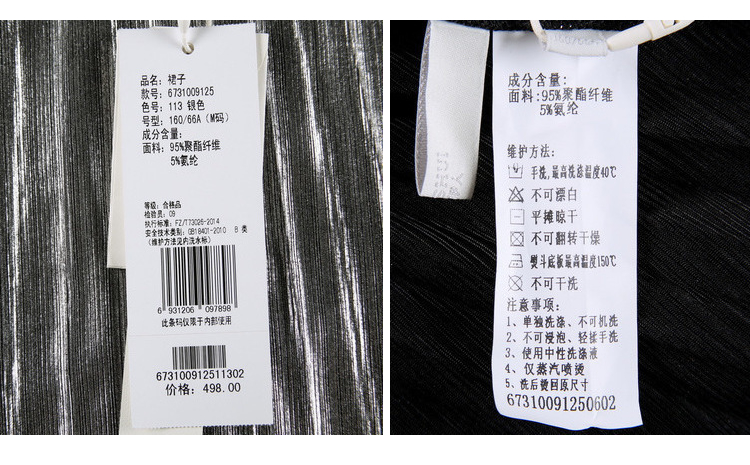 品名: 裙子
款号: 6731009125
色号: 113 银色
号型: 160/66A (M码)
成分含量:
面料: 95%聚酯纤维
5%氨纶
等级: 合格品
检验员: 09
执行标准: FZ/T73026-2014
安全技术类别: GB18401-2010 B 类
(维护方法见内洗水标)
6 931206 097898
此条码仅限于内部使用
673100912511302
价格: 498.00
成分含量:
面料:95%聚酯纤维
5%氨纶
维护方法:
手洗,最高洗涤温度40℃
不可漂白
平摊晾干
不可翻转干燥
熨斗底板最高温度150℃
不可干洗
注意事项:
1、单独洗涤、不可机洗
2、不可浸泡、轻揉手洗
3、使用中性洗涤液
4、仅蒸汽喷烫
5、洗后烫回原尺寸
67310091250602